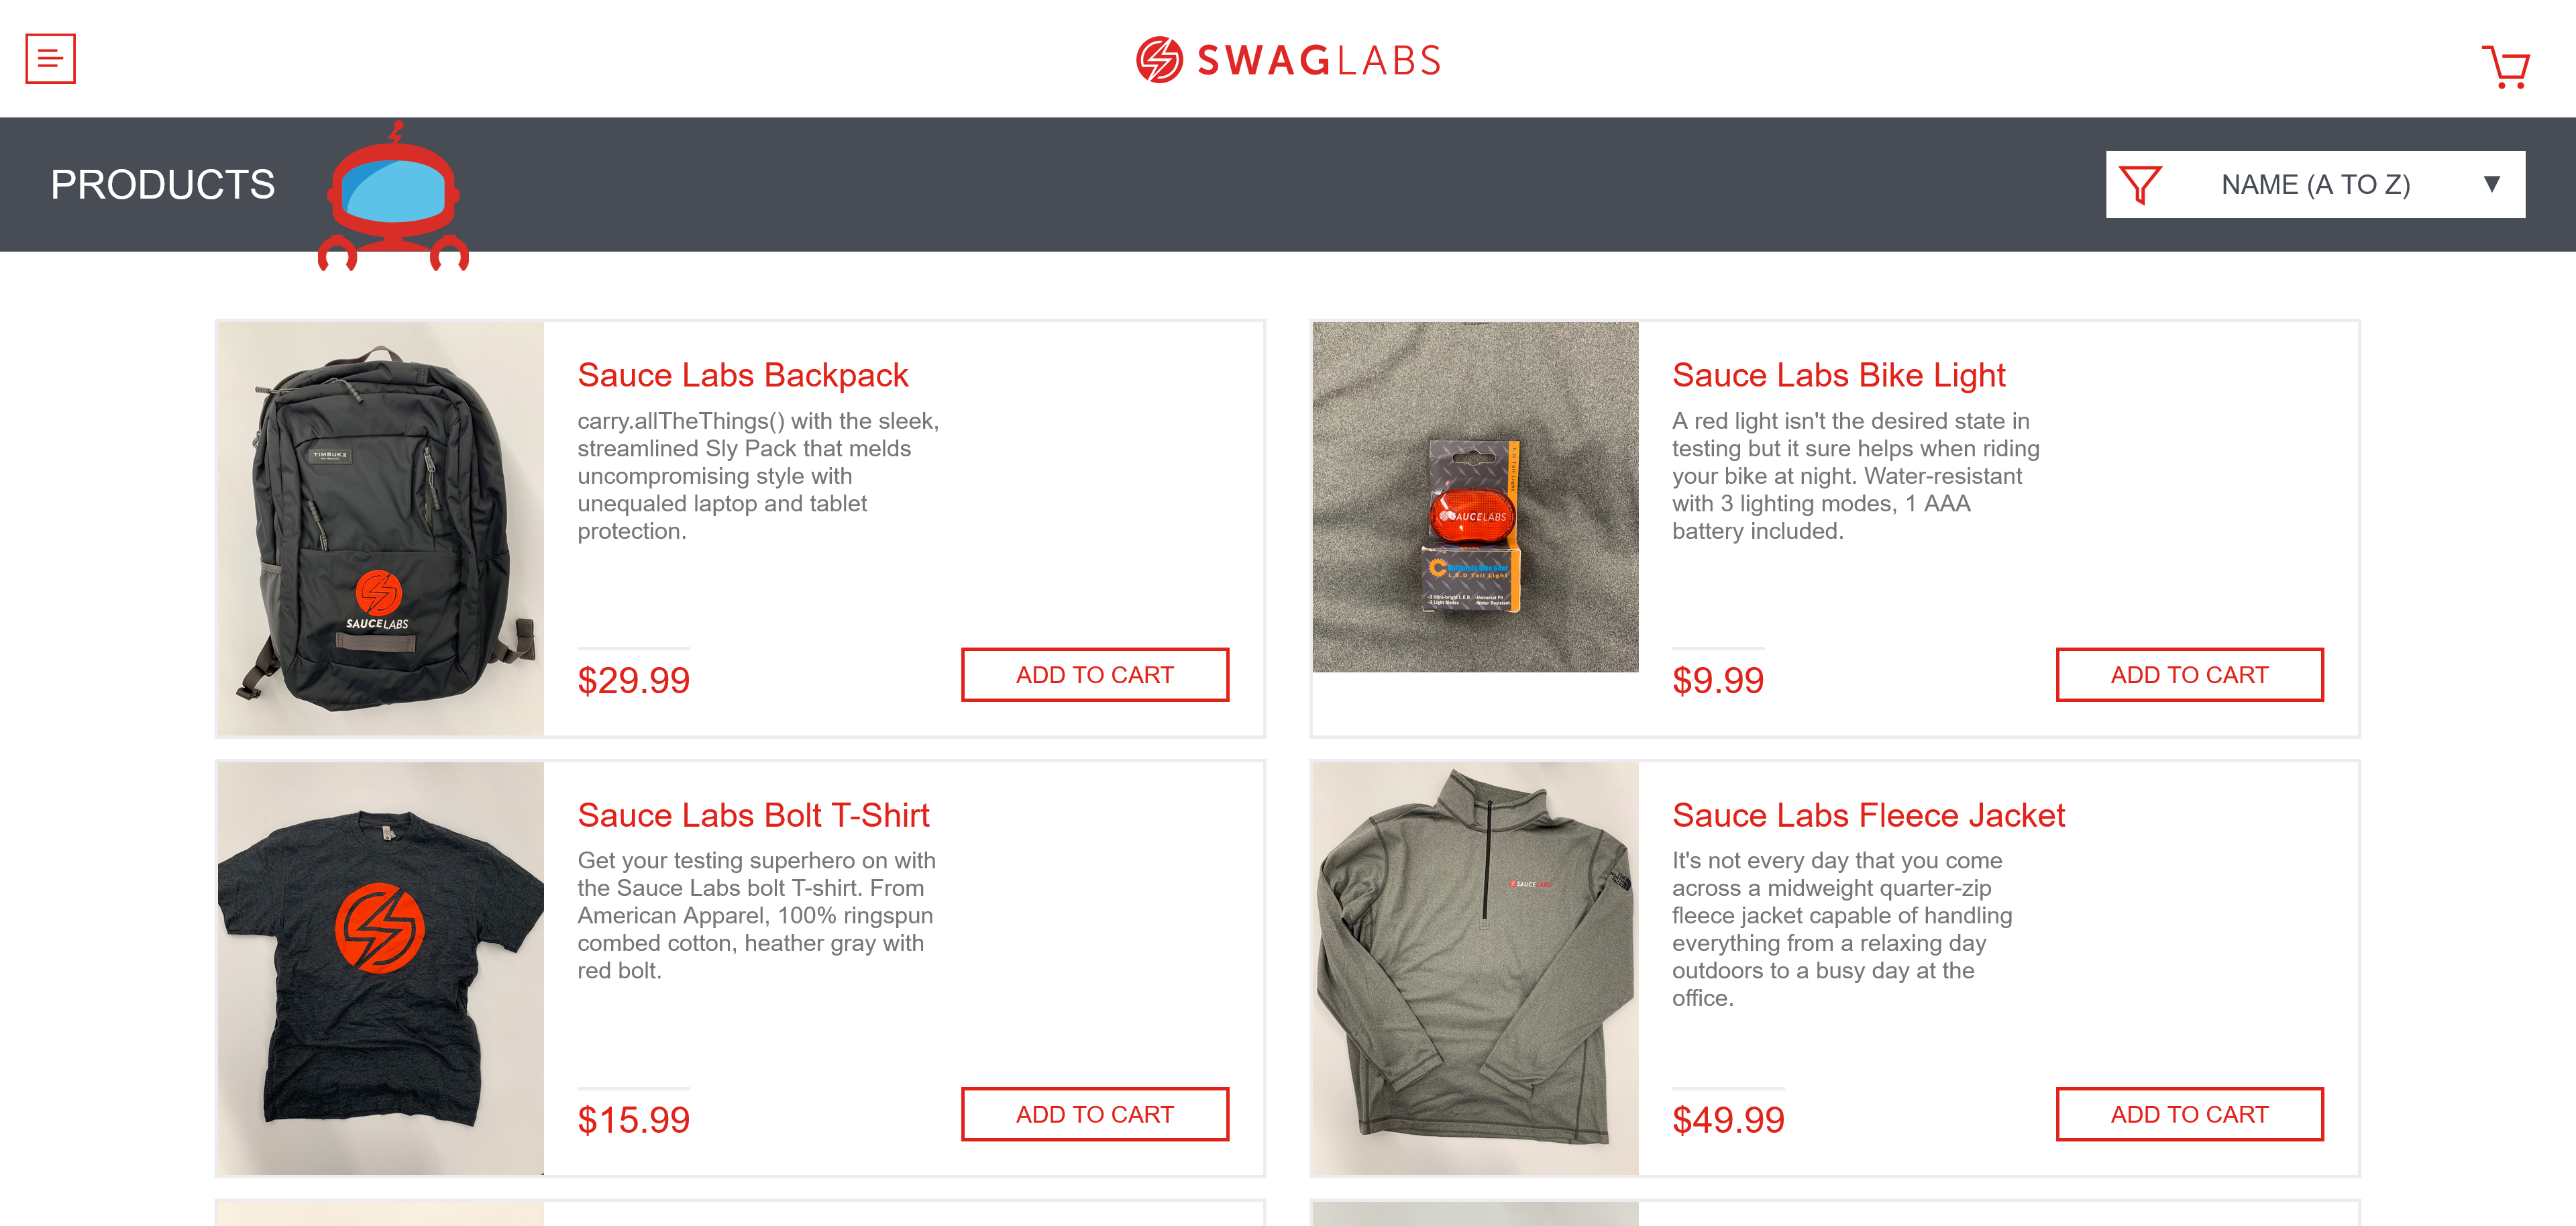 SWAGLABS
PRODUCTS
NAME (A TO Z)
Sauce Labs Backpack
carry.allTheThings() with the sleek,
streamlined Sly Pack that melds
uncompromising style with
unequaled laptop and tablet
protection.
$29.99
ADD TO CART
TIMBUK2
SAUCELABS
Sauce Labs Bike Light
A red light isn't the desired state in
testing but it sure helps when riding
your bike at night. Water-resistant
with 3 lighting modes, 1 AAA
battery included.
$9.99
ADD TO CART
SAUCELABS
California Bike Gear
L.E.D Tail Light
Sauce Labs Bolt T-Shirt
Get your testing superhero on with
the Sauce Labs bolt T-shirt. From
American Apparel, 100% ringspun
combed cotton, heather gray with
red bolt.
$15.99
ADD TO CART
Sauce Labs Fleece Jacket
It's not every day that you come
across a midweight quarter-zip
fleece jacket capable of handling
everything from a relaxing day
outdoors to a busy day at the
office.
$49.99
ADD TO CART
SAUCELABS